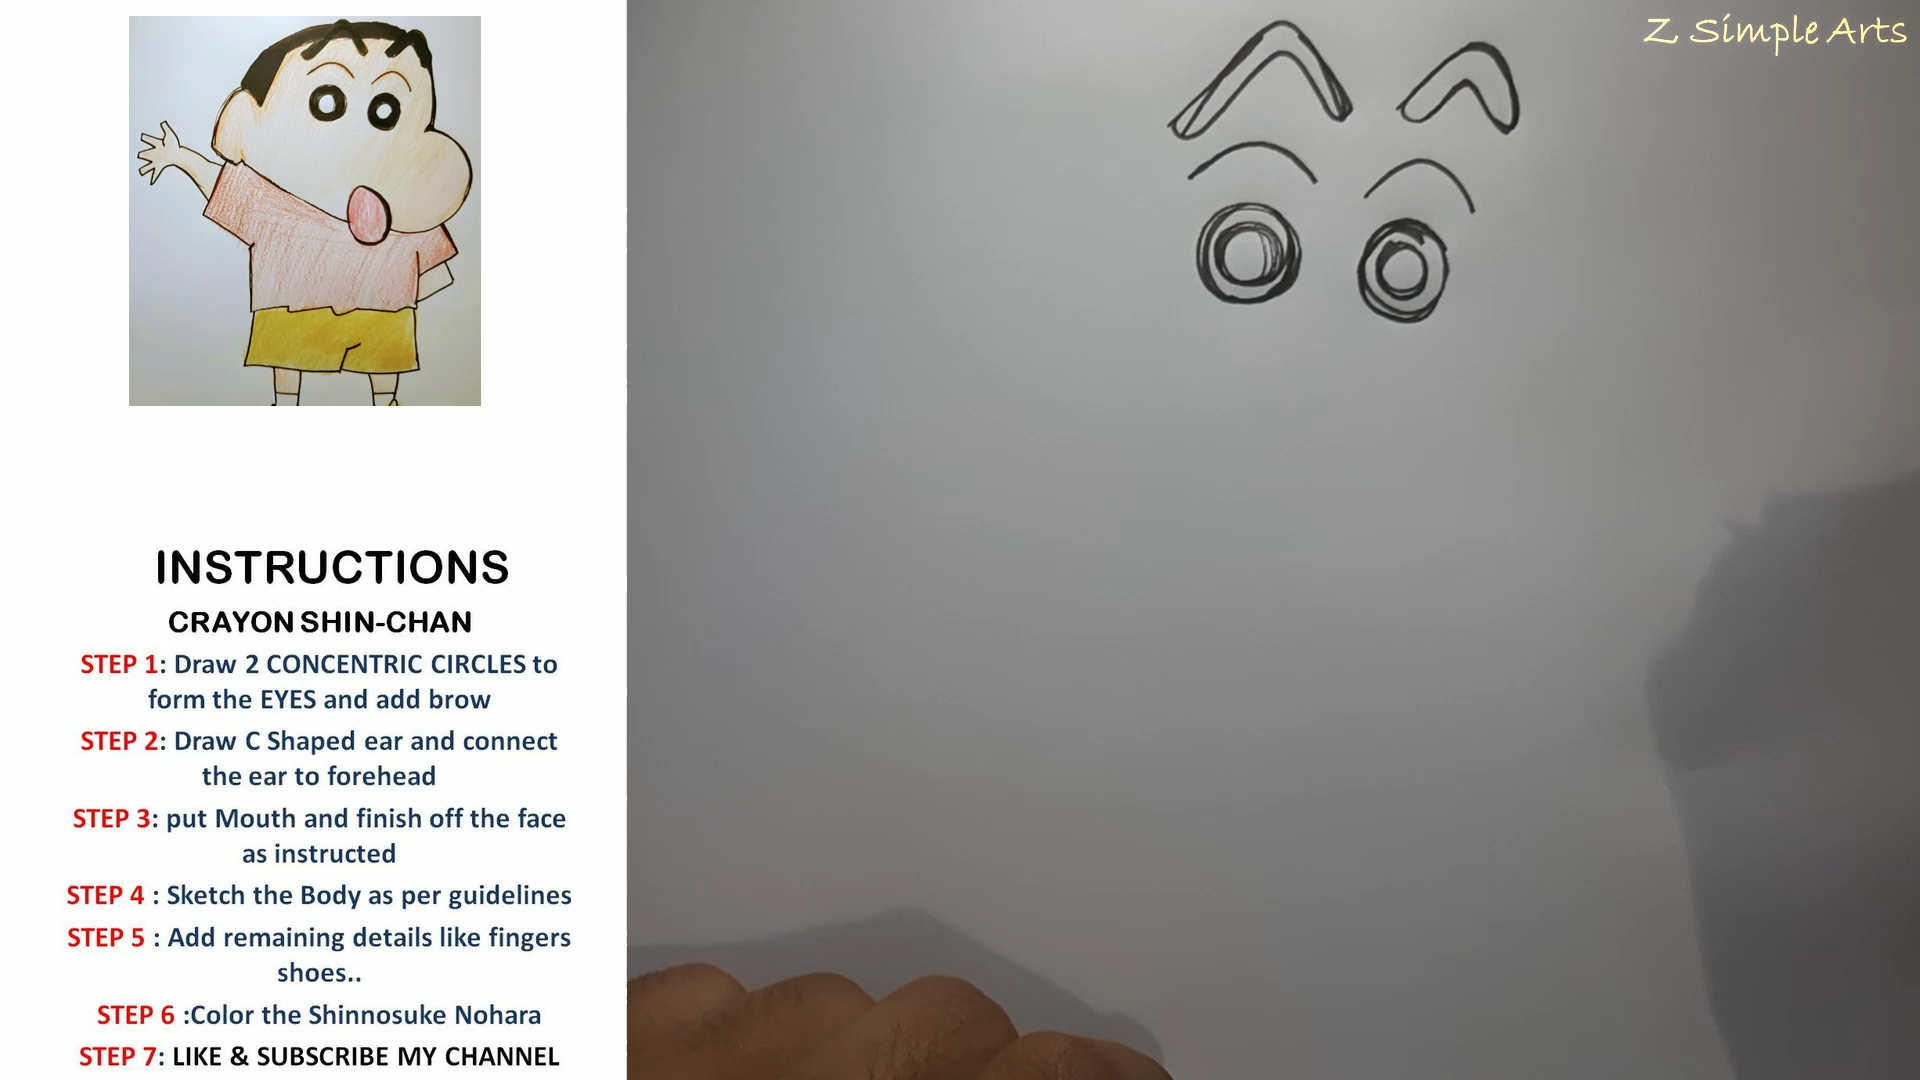 Z Simple Arts
INSTRUCTIONS
CRAYON SHIN-CHAN
STEP 1: Draw 2 CONCENTRIC CIRCLES to
form the EYES and add brow
STEP 2: Draw C Shaped ear and connect
the ear to forehead
STEP 3: put Mouth and finish off the face
as instructed
STEP 4 : Sketch the Body as per guidelines
STEP 5 : Add remaining details like fingers
shoes..
STEP 6 :Color the Shinnosuke Nohara
STEP 7: LIKE & SUBSCRIBE MY CHANNEL